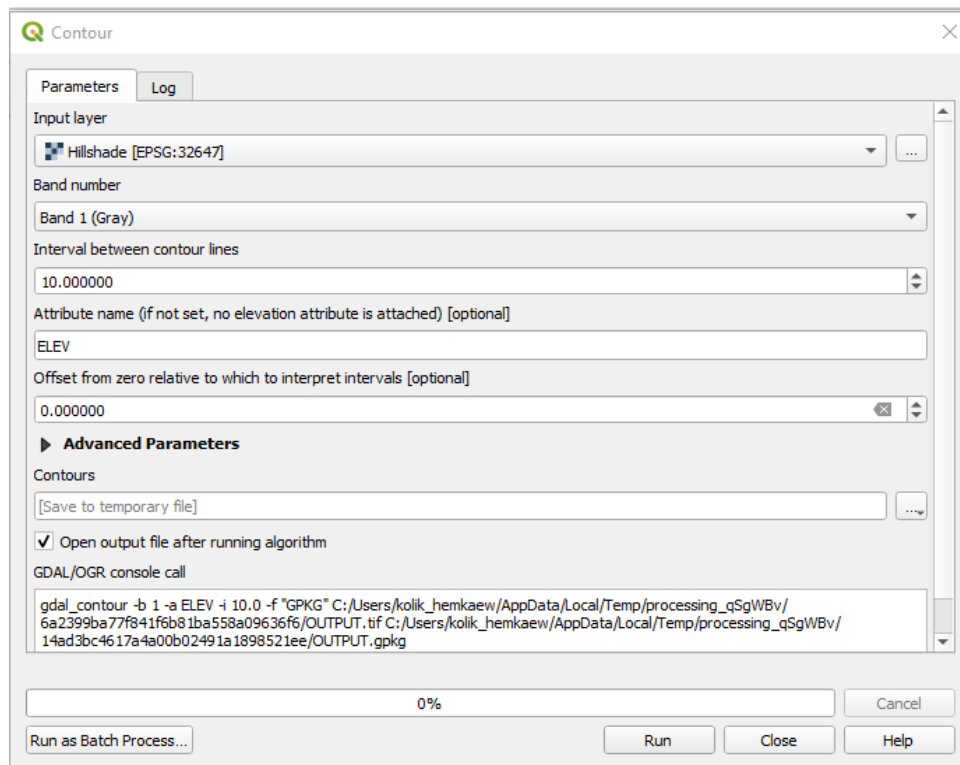 Contour
Parameters
Log
Input layer
Hillshade [EPSG:32647]
...
Band number
Band 1 (Gray)
Interval between contour lines
10.000000
Attribute name (if not set, no elevation attribute is attached) [optional]
ELEV
Offset from zero relative to which to interpret intervals [optional]
0.000000
Advanced Parameters
Contours
[Save to temporary file]
...
Open output file after running algorithm
GDAL/OGR console call
gdal_contour -b 1 -a ELEV -i 10.0 -f "GPKG" C:/Users/kolik_hemkaew/AppData/Local/Temp/processing_qSgWBv/
6a2399ba77f841f6b81ba558a09636f6/OUTPUT.tif C:/Users/kolik_hemkaew/AppData/Local/Temp/processing_qSgWBv/
14ad3bc4617a4a00b02491a1898521ee/OUTPUT.gpkg
0%
Cancel
Run as Batch Process...
Run
Close
Help